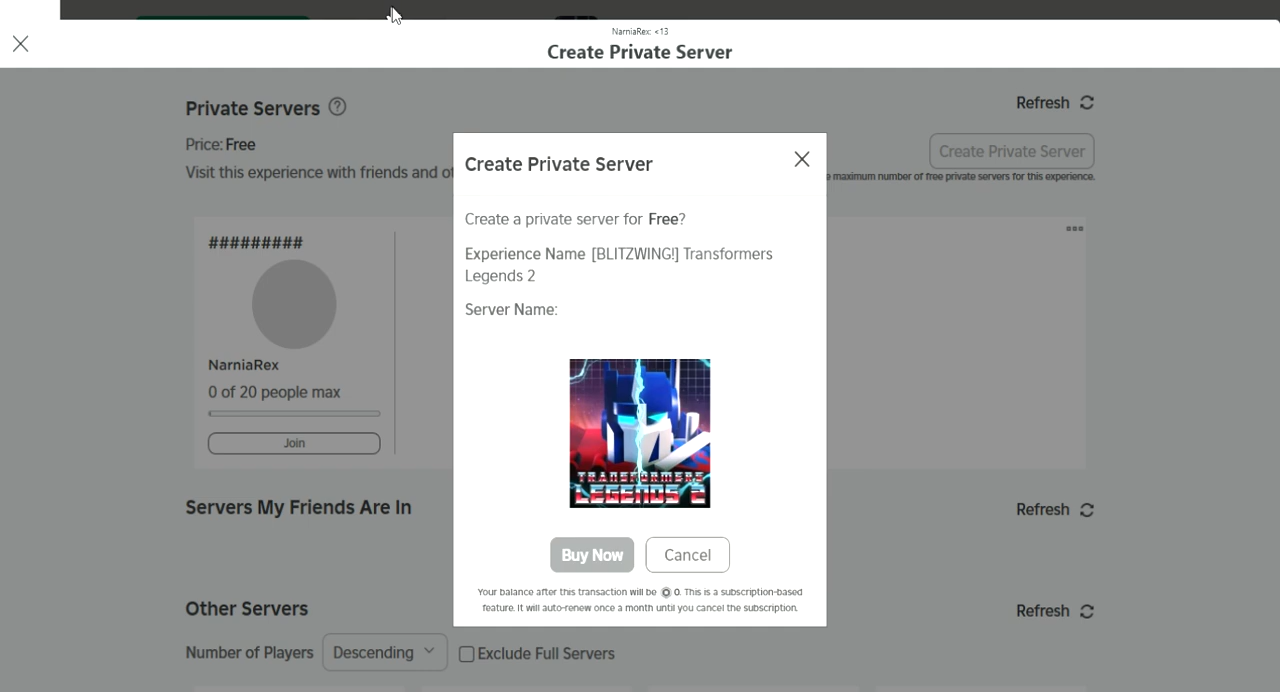 NarniaRex: <13
Create Private Server
Private Servers
Refresh
Price: Free
Create Private Server
Visit this experience with friends and ot
maximum number of free private servers for this experience.
#########
NarniaRex
0 of 20 people max
Join
Create Private Server
Create a private server for Free?
Experience Name [BLITZWING!] Transformers
Legends 2
Server Name:
TRANSFORMERS
LEGENDS 2
Buy Now
Cancel
Your balance after this transaction will be 0. This is a subscription-based
feature. It will auto-renew once a month until you cancel the subscription.
Servers My Friends Are In
Refresh
Other Servers
Refresh
Number of Players
Descending
Exclude Full Servers